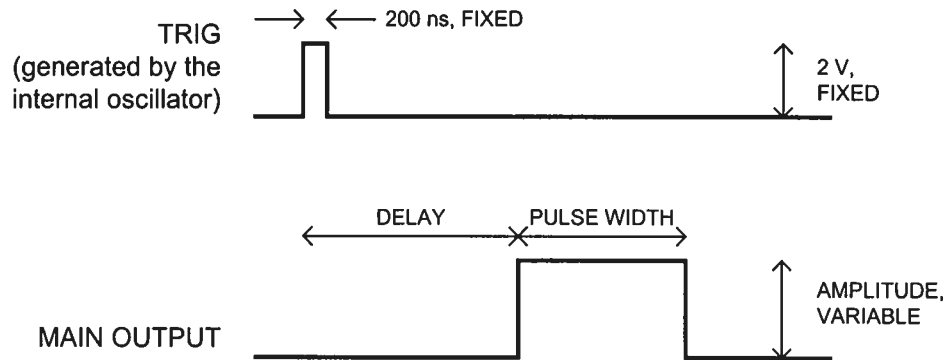 200 ns, FIXED
TRIG
(generated by the
internal oscillator)
2 V,
FIXED
DELAY
PULSE WIDTH
AMPLITUDE,
VARIABLE
MAIN OUTPUT